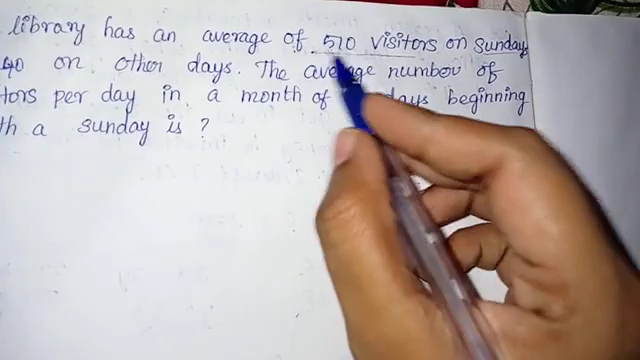 library has an average of 510 visitors on Sunday
40 on other days. The average number of
tors per day in a month of days beginning
th a Sunday is ?